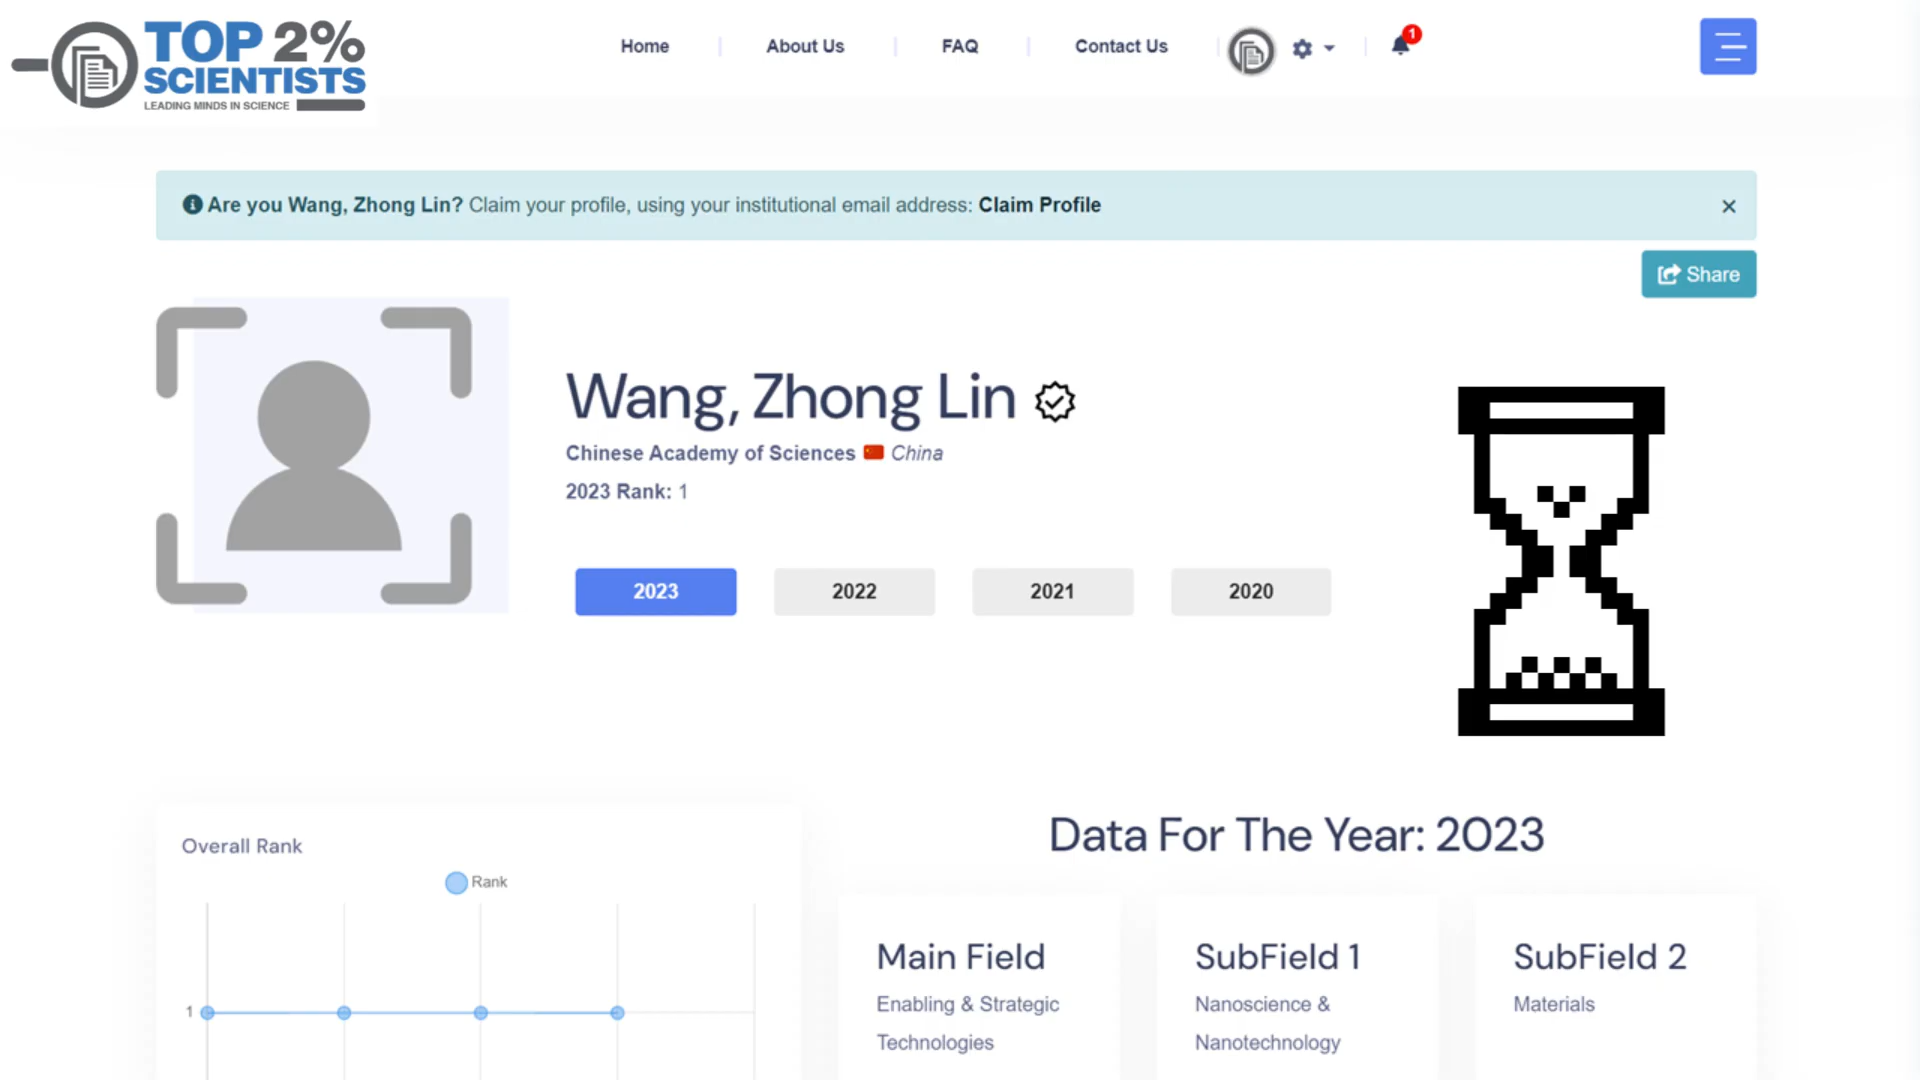 TOP 2%
SCIENTISTS
LEADING MINDS IN SCIENCE
Home
About Us
FAQ
Contact Us
1
Are you Wang, Zhong Lin? Claim your profile, using your institutional email address: Claim Profile
×
Share
Wang, Zhong Lin
Chinese Academy of Sciences China
2023 Rank: 1
2023
2022
2021
2020
Overall Rank
Rank
1
Data For The Year: 2023
Main Field
Enabling & Strategic
Technologies
SubField 1
Nanoscience &
Nanotechnology
SubField 2
Materials